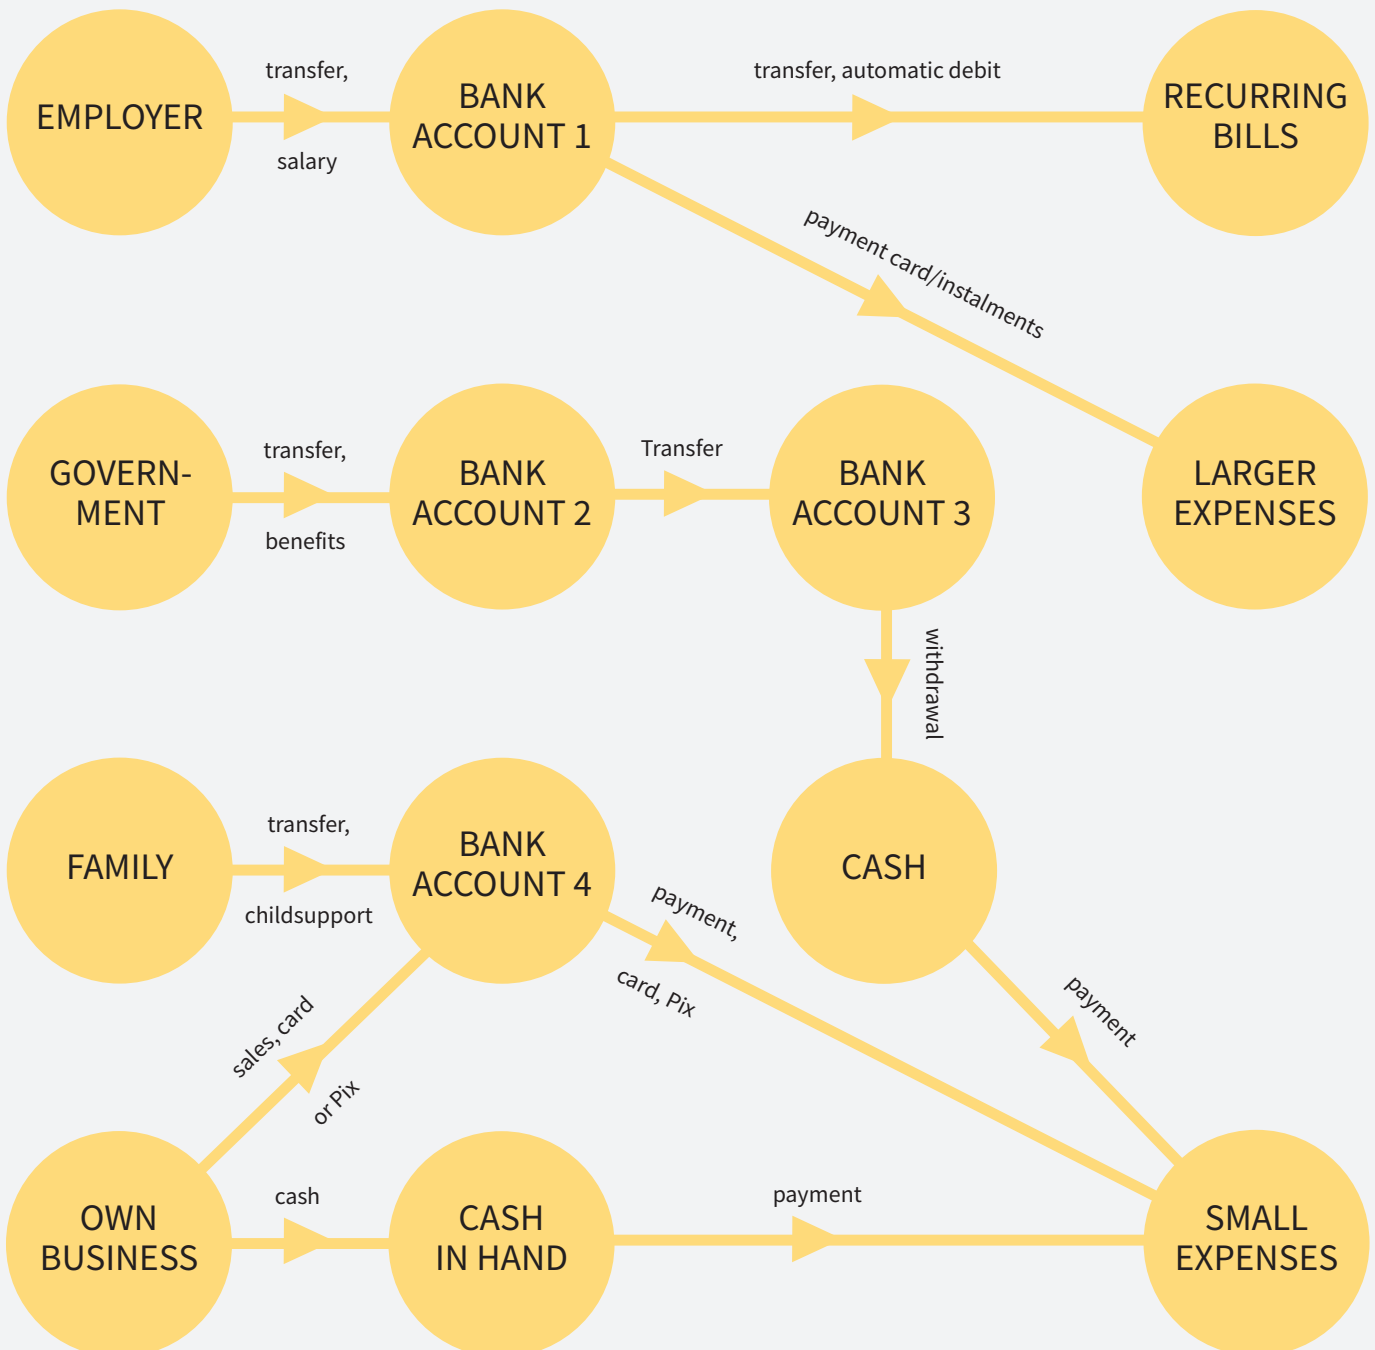 transfer,
transfer, automatic debit
EMPLOYER
BANK
ACCOUNT 1
RECURRING
BILLS
salary
payment card/instalments
GOVERN-
MENT
transfer,
benefits
BANK
ACCOUNT 2
Transfer
BANK
ACCOUNT 3
LARGER
EXPENSES
withdrawal
FAMILY
transfer,
childsupport
BANK
ACCOUNT 4
CASH
payment,
card, Pix
payment
sales, card
or Pix
OWN
BUSINESS
cash
CASH
IN HAND
payment
SMALL
EXPENSES